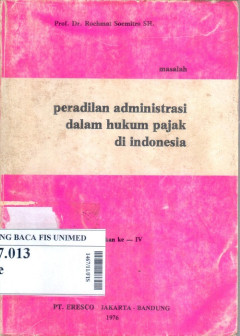 Prof. Dr. Rochmat Soemitro SH.
masalah
peradilan administrasi
dalam hukum pajak
di indonesia
NG BACA FIS UNIMED
7.013
e
an ke — IV
PT. ERESCO JAKARTA - BANDUNG
1976